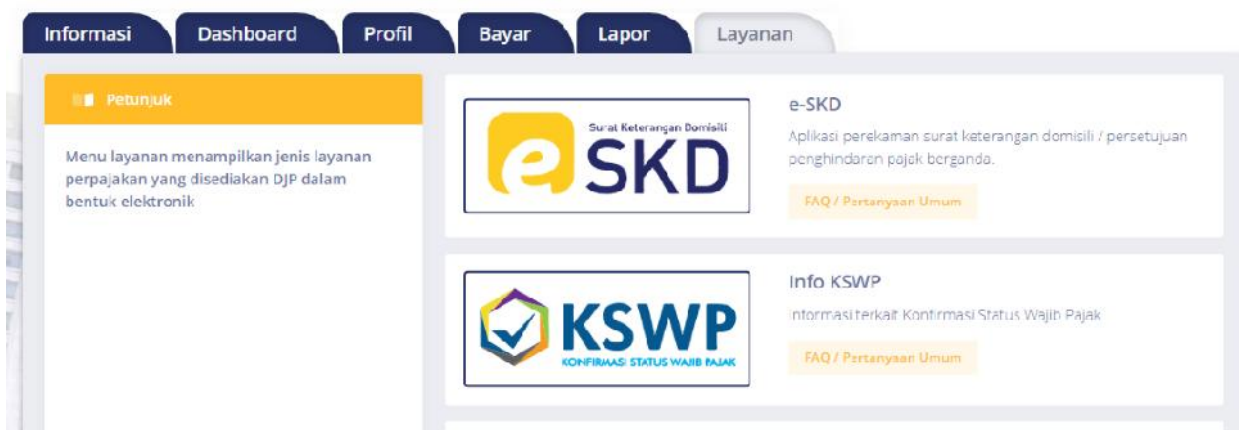 Informasi
Dashboard
Profil
Bayar
Lapor
Layanan
Petunjuk
Menu layanan menampilkan jenis layanan
perpajakan yang disediakan DJP dalam
bentuk elektronik
Surat Keterangan Domisili
e SKD
e-SKD
Aplikasi perekaman surat keterangan domisili / persetujuan
penghindaran pajak berganda.
FAQ / Pertanyaan Umum
KSWP
KONFIRMASI STATUS WAJIB PAJAK
Info KSWP
Informasi terkait Konfirmasi Status Wajib Pajak
FAQ / Pertanyaan Umum